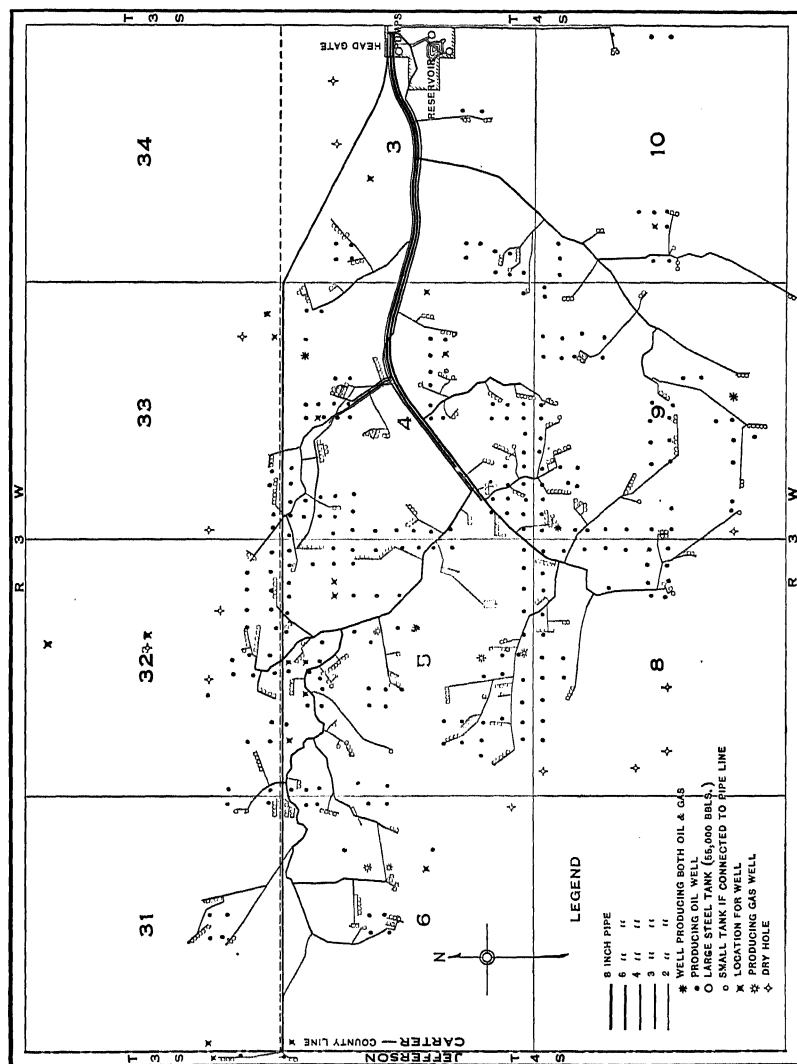 T
3
S
T
4
S
34
3
10
HEAD GATE
PUMPS
RESERVOIR
33
4
9
R 3 W
R 3 W
32
5
8
31
6
N
LEGEND
8 INCH PIPE
6 〃 〃
4 〃 〃
3 〃 〃
2 〃 〃
WELL PRODUCING BOTH OIL & GAS
PRODUCING OIL WELL
LARGE STEEL TANK (55,000 BBLS.)
SMALL TANK IF CONNECTED TO PIPE LINE
LOCATION FOR WELL
PRODUCING GAS WELL
DRY HOLE
T
3
S
T
4
S
JEFFERSON
CARTER — COUNTY LINE